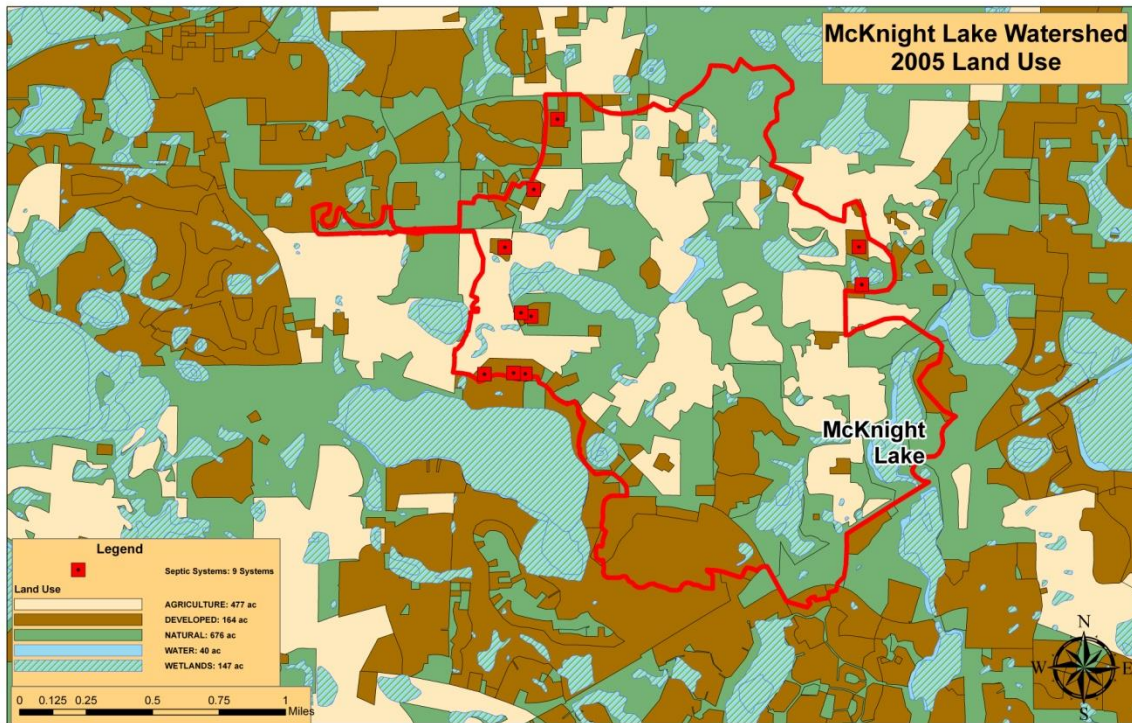 McKnight Lake Watershed
2005 Land Use
McKnight
Lake
Legend
Septic Systems: 9 Systems
Land Use
AGRICULTURE: 477 ac
DEVELOPED: 164 ac
NATURAL: 676 ac
WATER: 40 ac
WETLANDS: 147 ac
0 0.125 0.25 0.5 0.75 1
Miles
N
W E
S